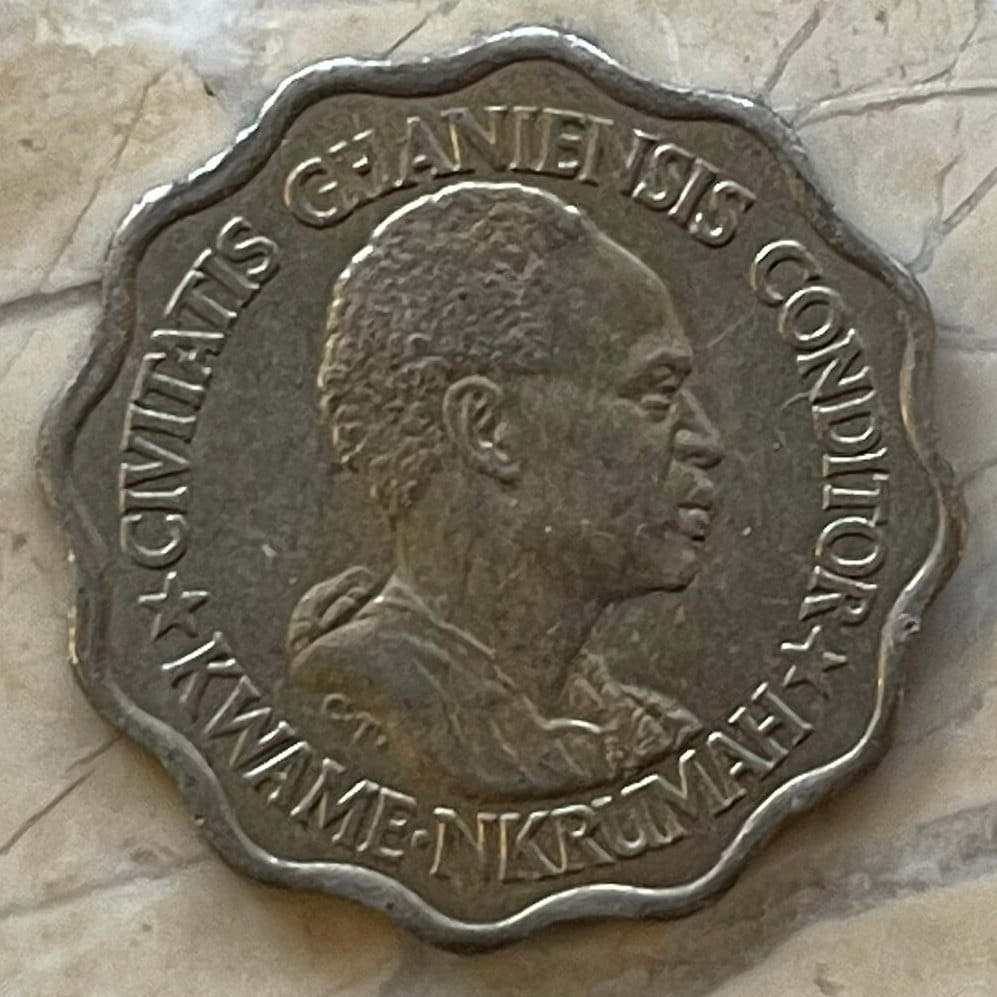 CIVITATIS GHANIENSIS CONDITOR
KWAME·NKRUMAH
C·T·